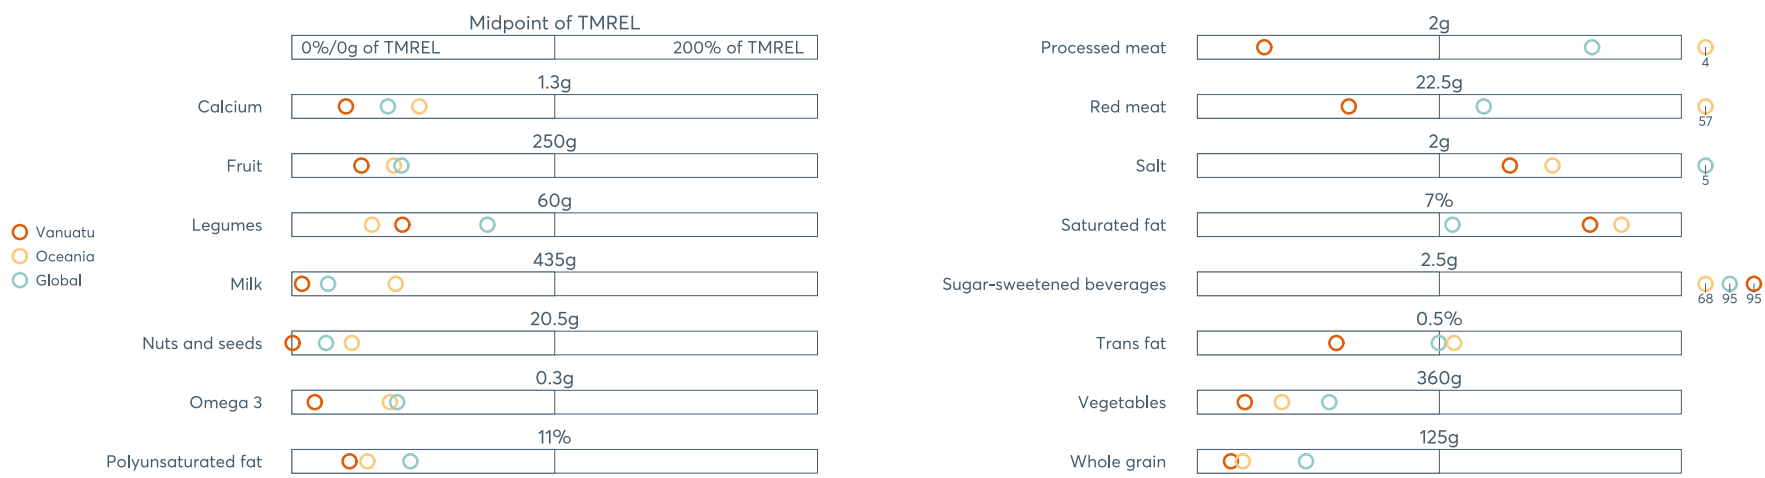 Midpoint of TMREL
0%/0g of TMREL 200% of TMREL
1.3g
Calcium
250g
Fruit
60g
Legumes
435g
Milk
20.5g
Nuts and seeds
0.3g
Omega 3
11%
Polyunsaturated fat
Vanuatu
Oceania
Global
2g
Processed meat
4
22.5g
Red meat
57
2g
Salt
5
7%
Saturated fat
2.5g
Sugar-sweetened beverages
68 95 95
0.5%
Trans fat
360g
Vegetables
125g
Whole grain